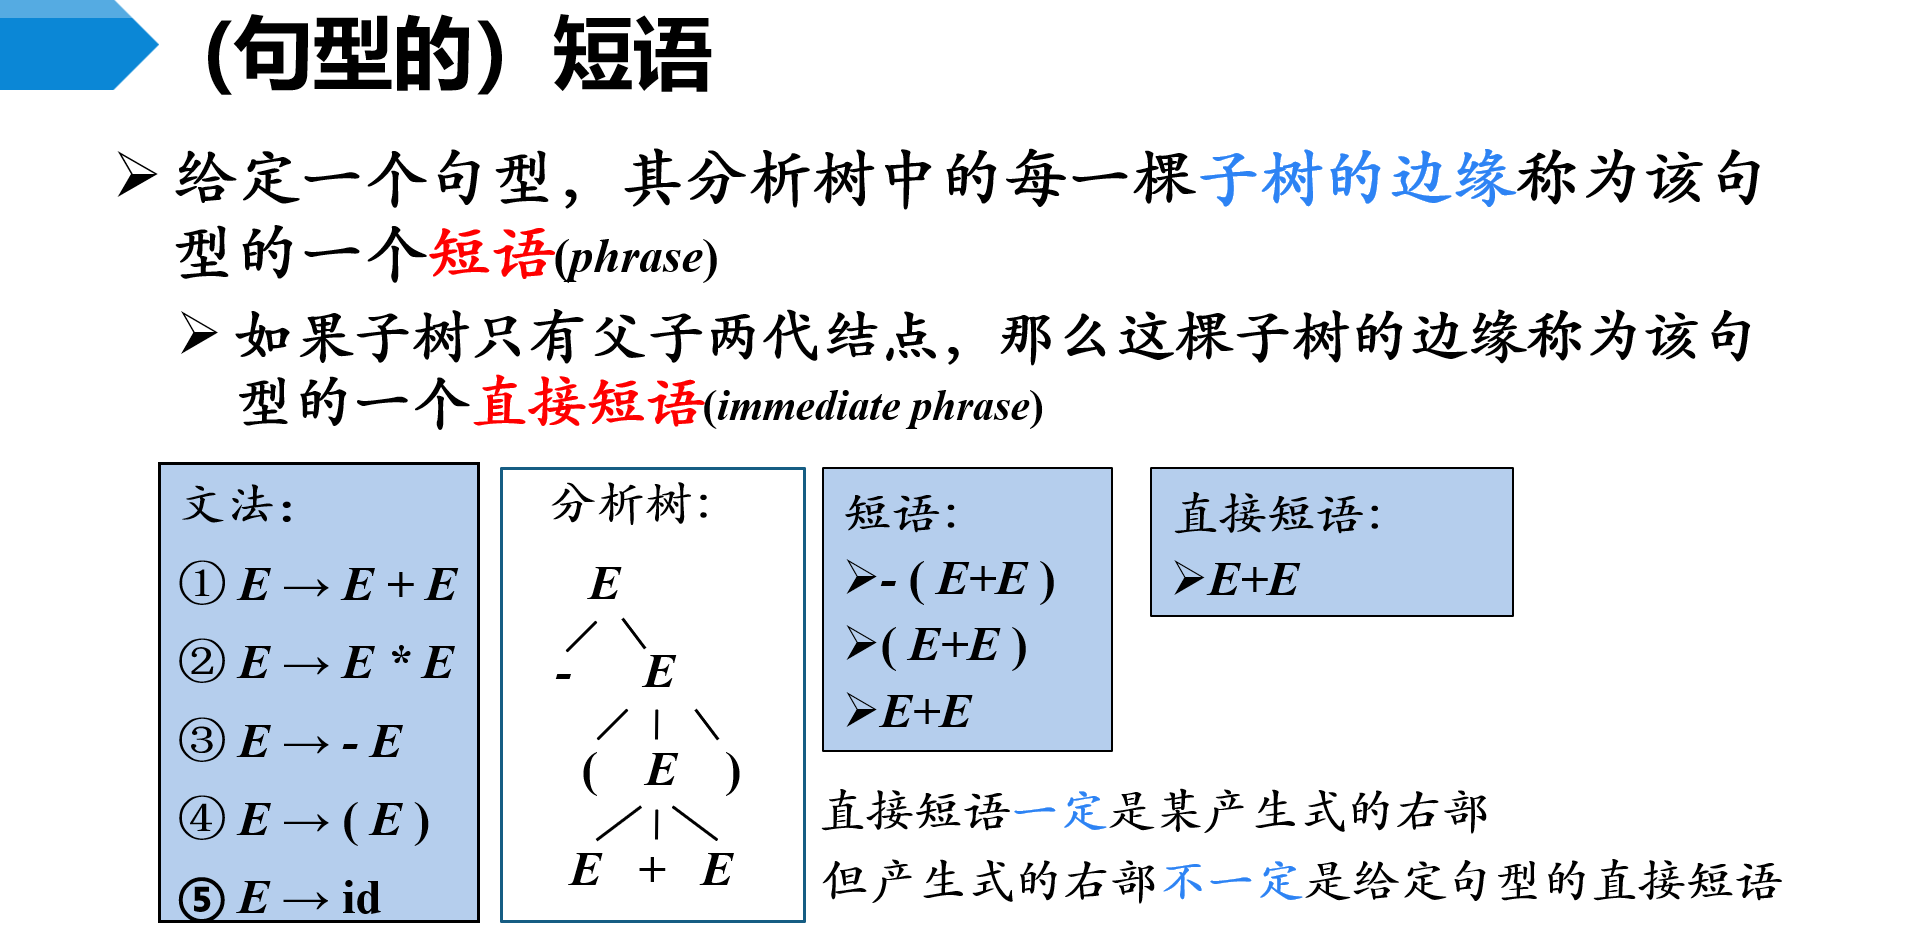 (句型的）短语
给定一个句型，其分析树中的每一棵子树的边缘称为该句
型的一个短语(phrase)
如果子树只有父子两代结点，那么这棵子树的边缘称为该句
型的一个直接短语(immediate phrase)
文法：
① E → E + E
② E → E * E
③ E → - E
④ E → ( E )
⑤ E → id
分析树：
E
- E
( E )
E + E
短语：
- ( E+E )
( E+E )
E+E
直接短语：
E+E
直接短语一定是某产生式的右部
但产生式的右部不一定是给定句型的直接短语